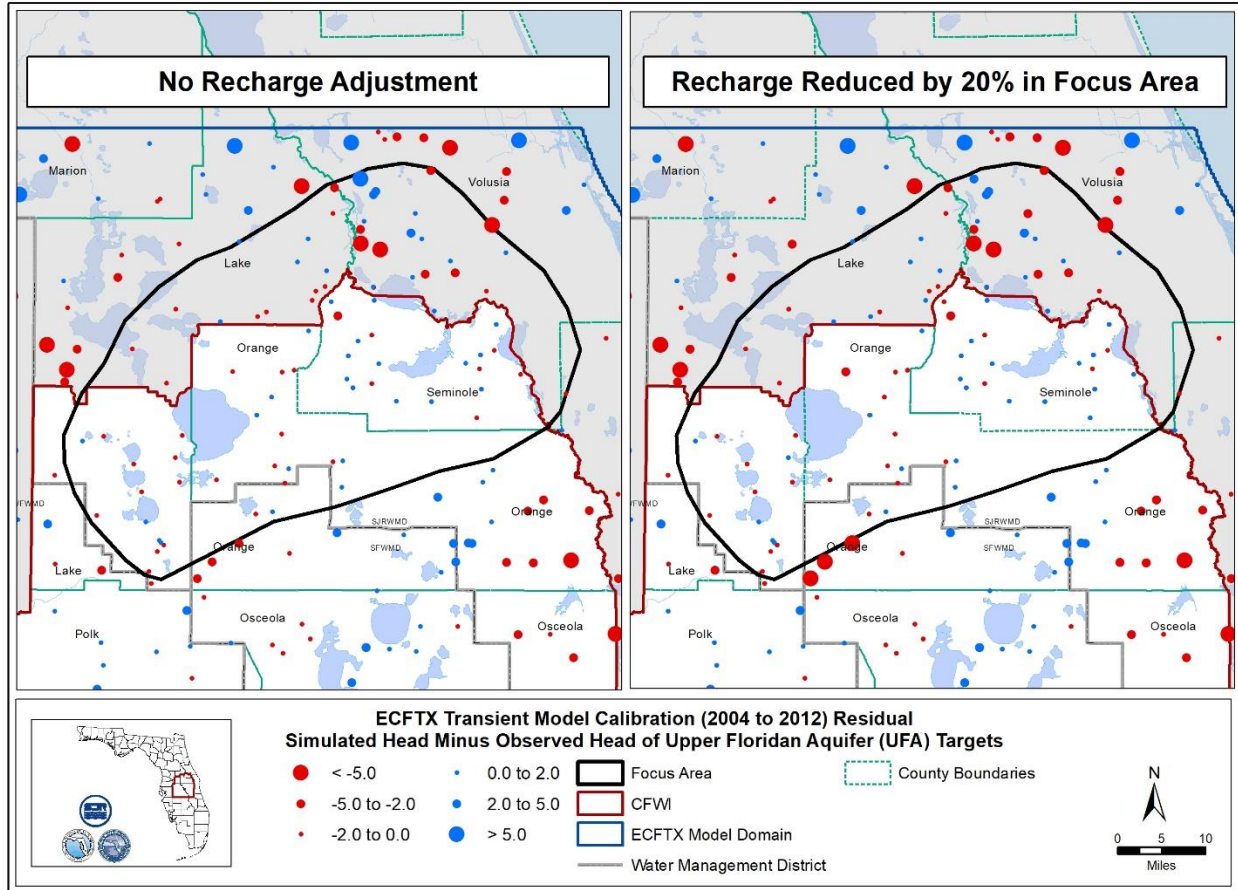 No Recharge Adjustment
Marion
Volusia
Lake
Orange
Seminole
Orange
SJRWMD
Orange
SFWMD
Lake
Osceola
Osceola
Polk
Recharge Reduced by 20% in Focus Area
Marion
Volusia
Lake
Orange
Seminole
Orange
SJRWMD
Orange
SFWMD
Lake
Osceola
Osceola
Polk
ECFTX Transient Model Calibration (2004 to 2012) Residual
Simulated Head Minus Observed Head of Upper Floridan Aquifer (UFA) Targets
< -5.0
-5.0 to -2.0
-2.0 to 0.0
0.0 to 2.0
2.0 to 5.0
> 5.0
Focus Area
CFWI
ECFTX Model Domain
Water Management District
County Boundaries
N
0 5 10
Miles